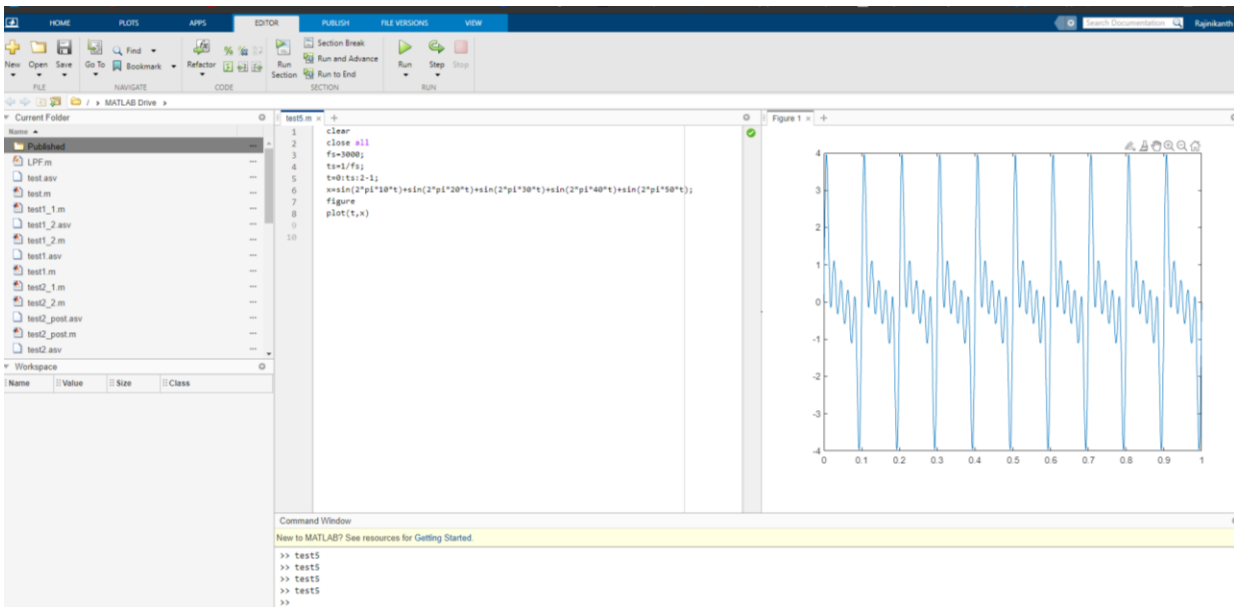 HOME PLOTS APPS EDITOR PUBLISH FILE VERSIONS VIEW Search Documentation Rajinikanth
New Open Save Go To Find Bookmark Refactor Run Section Section Break Run and Advance Run to End Run Step Stop
FILE NAVIGATE CODE SECTION RUN
/ MATLAB Drive
Current Folder
Name
Published
LPF.m
test.asv
test.m
test1_1.m
test1_2.asv
test1_2.m
test1.asv
test1.m
test2_1.m
test2_2.m
test2_post.asv
test2_post.m
test2.asv
Workspace
Name Value Size Class
test5.m × +
1 clear
2 close all
3 fs=3000;
4 ts=1/fs;
5 t=0:ts:2-1;
6 x=sin(2*pi*10*t)+sin(2*pi*20*t)+sin(2*pi*30*t)+sin(2*pi*40*t)+sin(2*pi*50*t);
7 figure
8 plot(t,x)
9
10
Figure 1 × +
4
3
2
1
0
-1
-2
-3
-4
0 0.1 0.2 0.3 0.4 0.5 0.6 0.7 0.8 0.9 1
Command Window
New to MATLAB? See resources for Getting Started.
>> test5
>> test5
>> test5
>> test5
>>